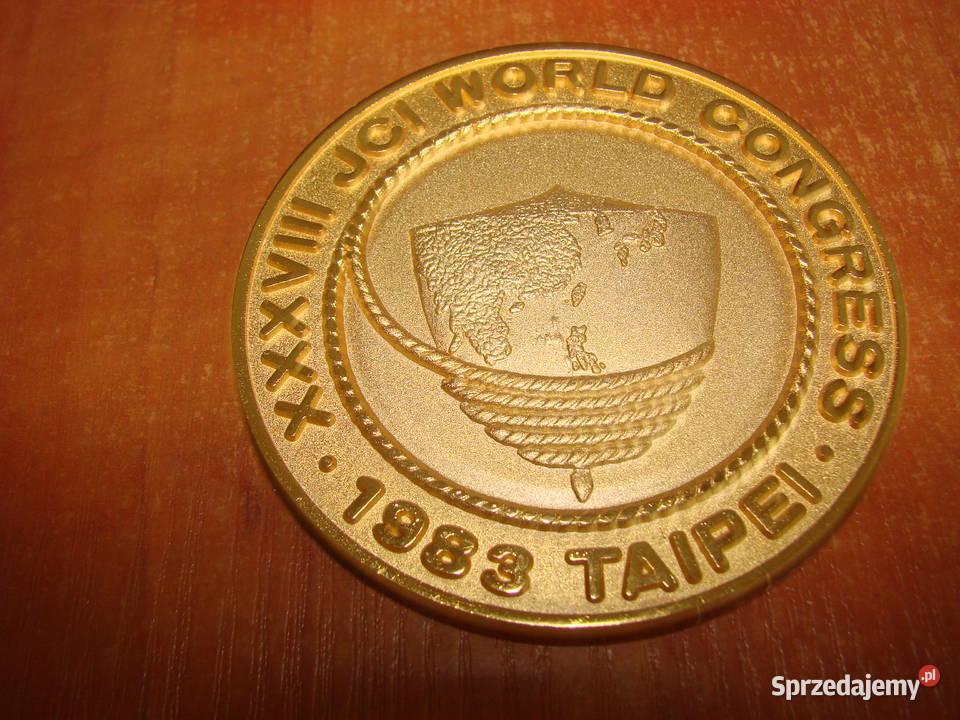 XXXVIII JCI WORLD CONGRESS
· 1983 TAIPEI ·
Sprzedajemy.pl